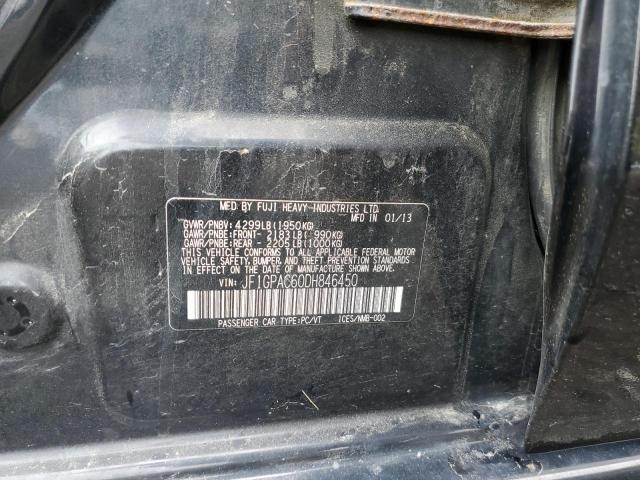 MFD BY FUJI HEAVY INDUSTRIES LTD.
MFD IN 01/13
GVWR/PNBV: 4299LB(1950KG)
GAWR/PNBE:FRONT- 2183LB( 990KG)
GAWR/PNBE:REAR - 2205LB(1000KG)
THIS VEHICLE CONFORMS TO ALL APPLICABLE FEDERAL MOTOR
VEHICLE SAFETY, BUMPER, AND THEFT PREVENTION STANDARDS
IN EFFECT ON THE DATE OF MANUFACTURE SHOWN ABOVE.
VIN: JF1GPAC60DH846450
PASSENGER CAR TYPE:PC/VT ICES/NMB-002